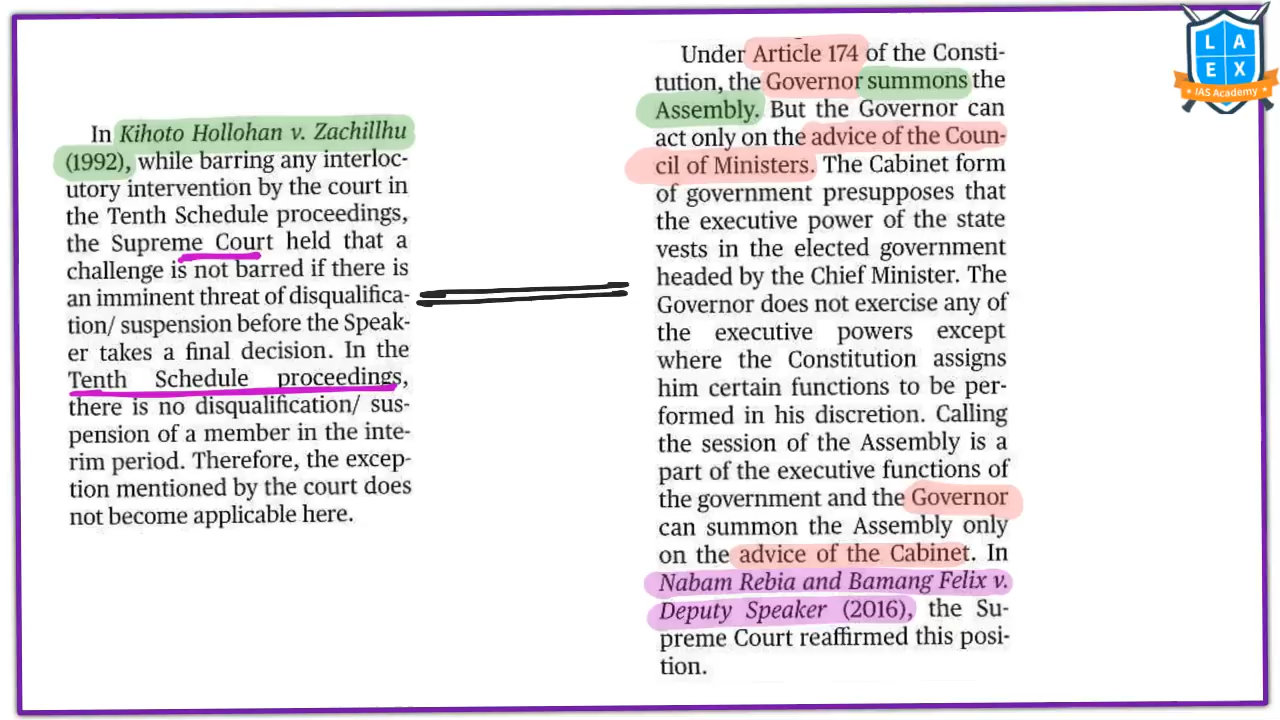 In Kihoto Hollohan v. Zachillhu
(1992), while barring any interloc-
utory intervention by the court in
the Tenth Schedule proceedings,
the Supreme Court held that a
challenge is not barred if there is
an imminent threat of disqualifica-
tion/ suspension before the Speak-
er takes a final decision. In the
Tenth Schedule proceedings,
there is no disqualification/ sus-
pension of a member in the inte-
rim period. Therefore, the excep-
tion mentioned by the court does
not become applicable here.
Under Article 174 of the Consti-
tution, the Governor summons the
Assembly. But the Governor can
act only on the advice of the Coun-
cil of Ministers. The Cabinet form
of government presupposes that
the executive power of the state
vests in the elected government
headed by the Chief Minister. The
Governor does not exercise any of
the executive powers except
where the Constitution assigns
him certain functions to be per-
formed in his discretion. Calling
the session of the Assembly is a
part of the executive functions of
the government and the Governor
can summon the Assembly only
on the advice of the Cabinet. In
Nabam Rebia and Bamang Felix v.
Deputy Speaker (2016), the Su-
preme Court reaffirmed this posi-
tion.
L A
E X
IAS Academy